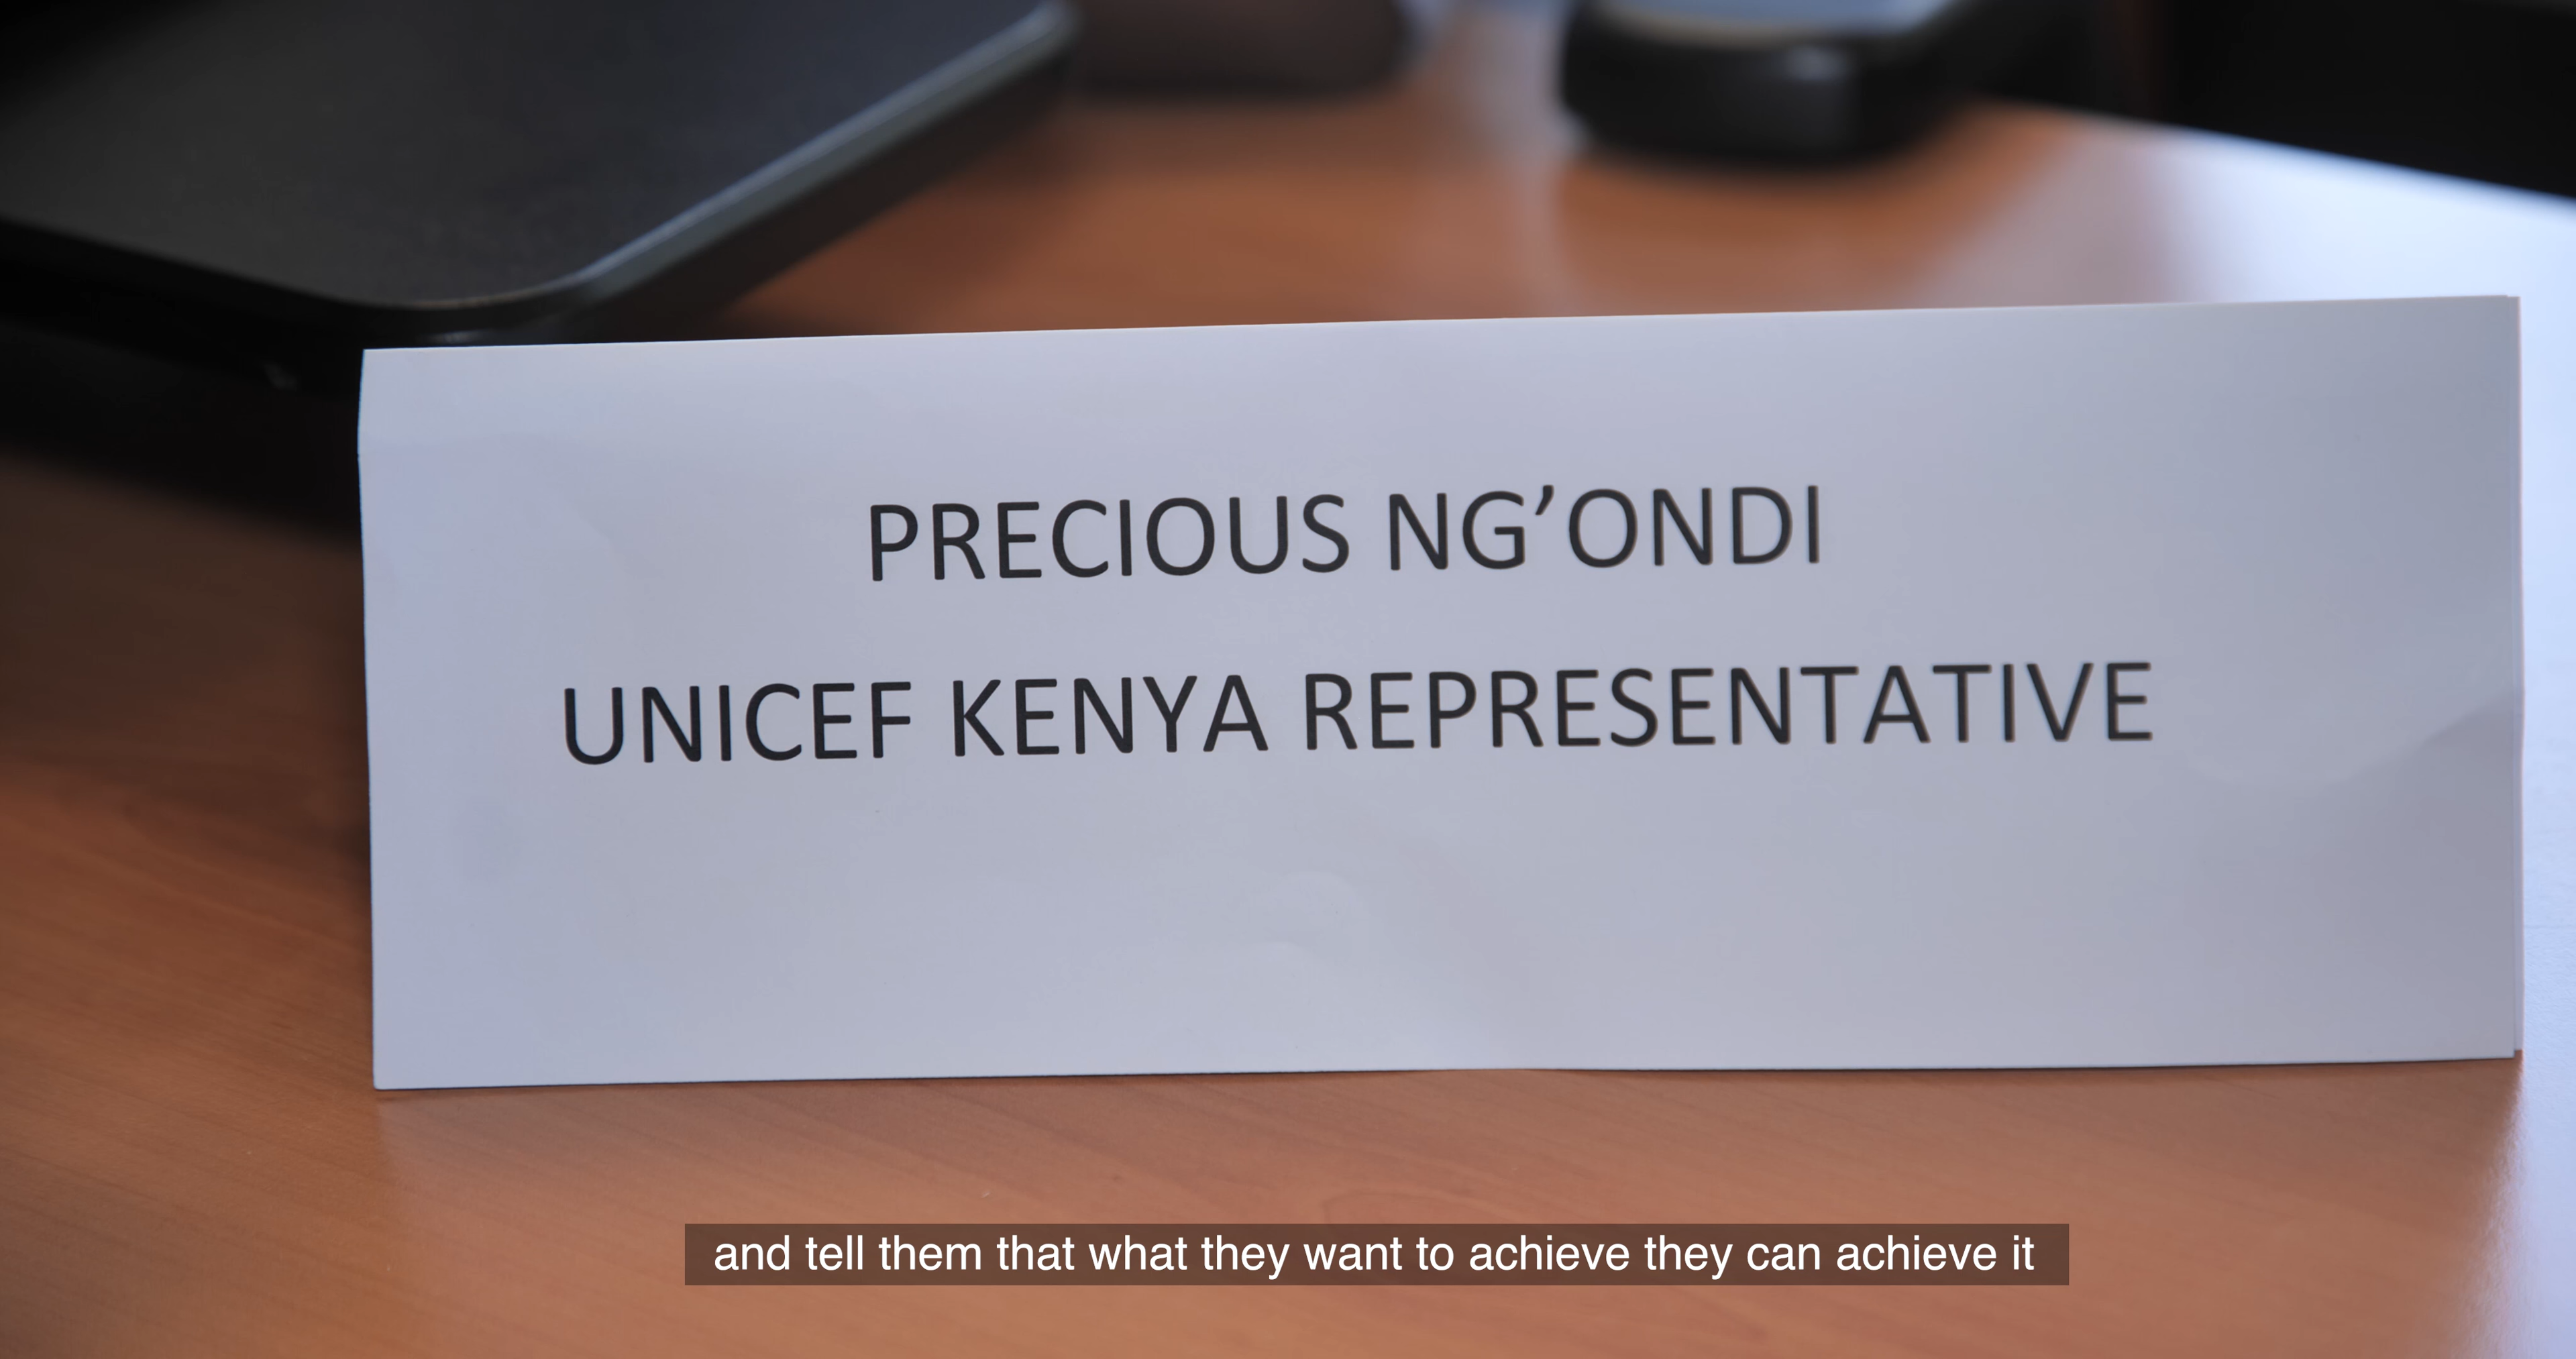 PRECIOUS NG’ONDI
UNICEF KENYA REPRESENTATIVE
and tell them that what they want to achieve they can achieve it